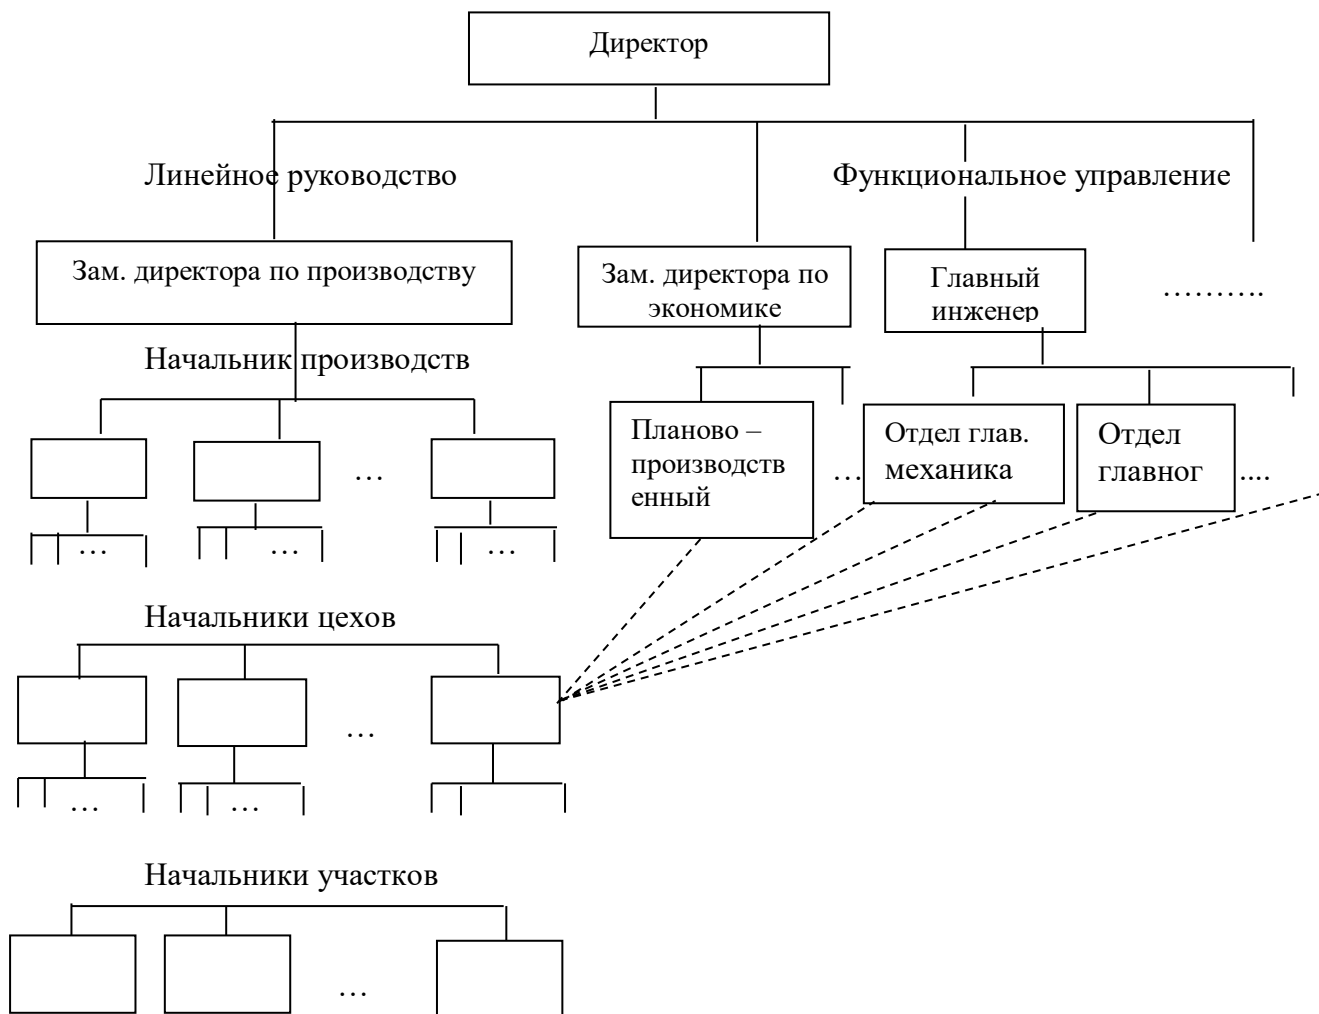 Директор
Линейное руководство
Функциональное управление
Зам. директора по производству
Зам. директора по
экономике
Главный
инженер
……….
Начальник производств
Планово –
производств
енный
…
Отдел глав.
механика
Отдел
главног
....
…
…
…
…
Начальники цехов
…
…
…
Начальники участков
…